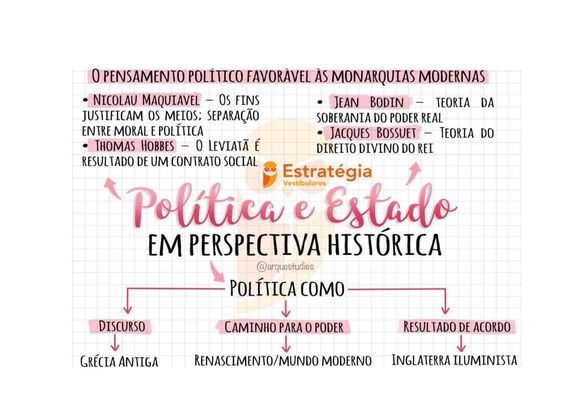 O PENSAMENTO POLÍTICO FAVORÁVEL ÀS MONARQUIAS MODERNAS
• NICOLAU MAQUIAVEL – OS FINS
JUSTIFICAM OS MEIOS; SEPARAÇÃO
ENTRE MORAL E POLÍTICA
• THOMAS HOBBES – O LEVIATÃ É
RESULTADO DE UM CONTRATO SOCIAL
• JEAN BODIN – TEORIA DA
SOBERANIA DO PODER REAL
• JACQUES BOSSUET – TEORIA DO
DIREITO DIVINO DO REI
Estratégia
Vestibulares
Política e Estado
EM PERSPECTIVA HISTÓRICA
@arquestudies
POLÍTICA COMO
DISCURSO
CAMINHO PARA O PODER
RESULTADO DE ACORDO
GRÉCIA ANTIGA
RENASCIMENTO/MUNDO MODERNO
INGLATERRA ILUMINISTA